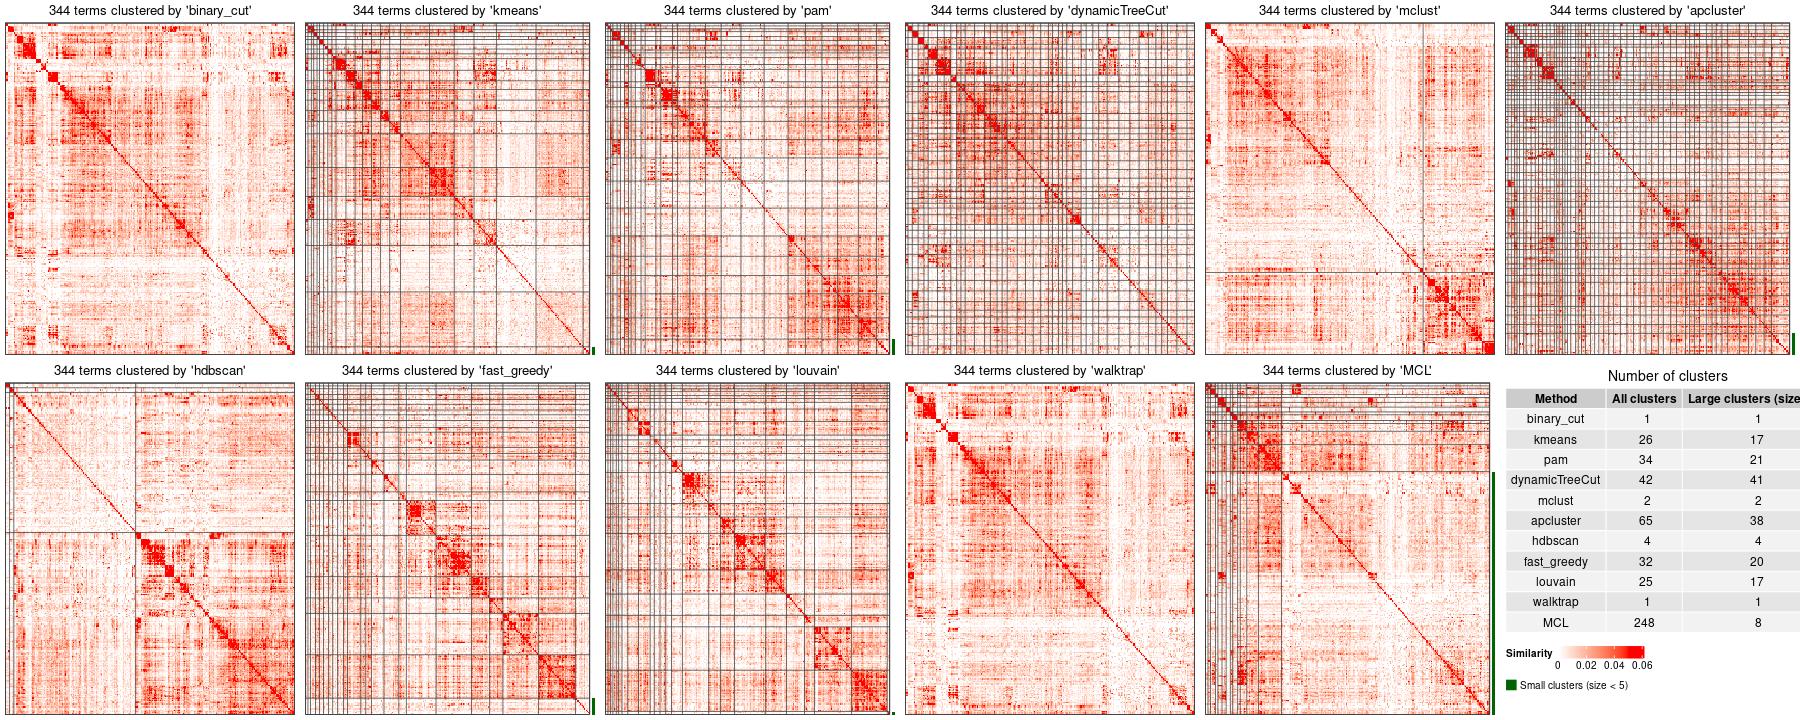 344 terms clustered by 'binary_cut'
344 terms clustered by 'kmeans'
344 terms clustered by 'pam'
344 terms clustered by 'dynamicTreeCut'
344 terms clustered by 'mclust'
344 terms clustered by 'apcluster'
344 terms clustered by 'hdbscan'
344 terms clustered by 'fast_greedy'
344 terms clustered by 'louvain'
344 terms clustered by 'walktrap'
344 terms clustered by 'MCL'
Number of clusters
Method All clusters Large clusters (size
binary_cut 1 1
kmeans 26 17
pam 34 21
dynamicTreeCut 42 41
mclust 2 2
apcluster 65 38
hdbscan 4 4
fast_greedy 32 20
louvain 25 17
walktrap 1 1
MCL 248 8
Similarity
0 0.02 0.04 0.06
Small clusters (size < 5)